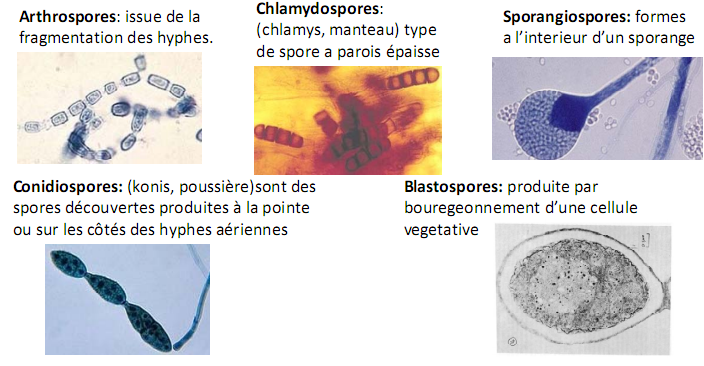 Arthrospores: issue de la
fragmentation des hyphes.
Chlamydospores:
(chlamys, manteau) type
de spore a parois épaisse
Sporangiospores: formes
a l'interieur d'un sporange
Conidiospores: (konis, poussière)sont des
spores découvertes produites à la pointe
ou sur les côtés des hyphes aériennes
Blastospores: produite par
bouregeonnement d'une cellule
vegetative